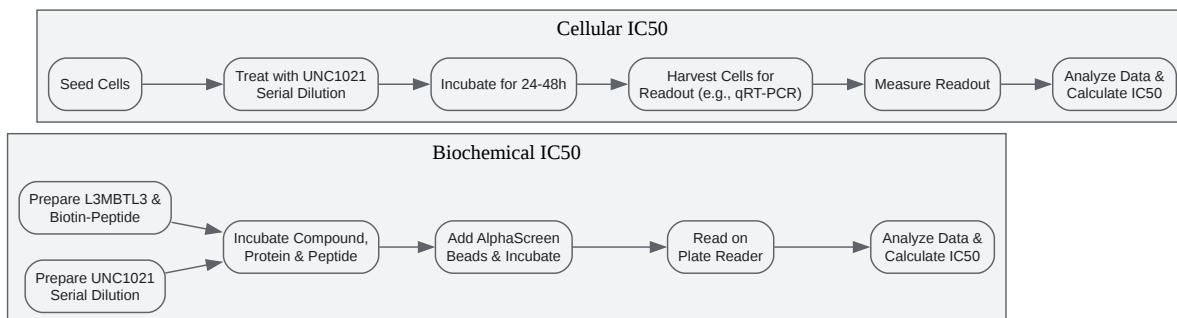 Cellular IC50
Seed Cells
Treat with UNC1021
Serial Dilution
Incubate for 24-48h
Harvest Cells for
Readout (e.g., qRT-PCR)
Measure Readout
Analyze Data &
Calculate IC50
Biochemical IC50
Prepare L3MBTL3 &
Biotin-Peptide
Prepare UNC1021
Serial Dilution
Incubate Compound,
Protein & Peptide
Add AlphaScreen
Beads & Incubate
Read on
Plate Reader
Analyze Data &
Calculate IC50